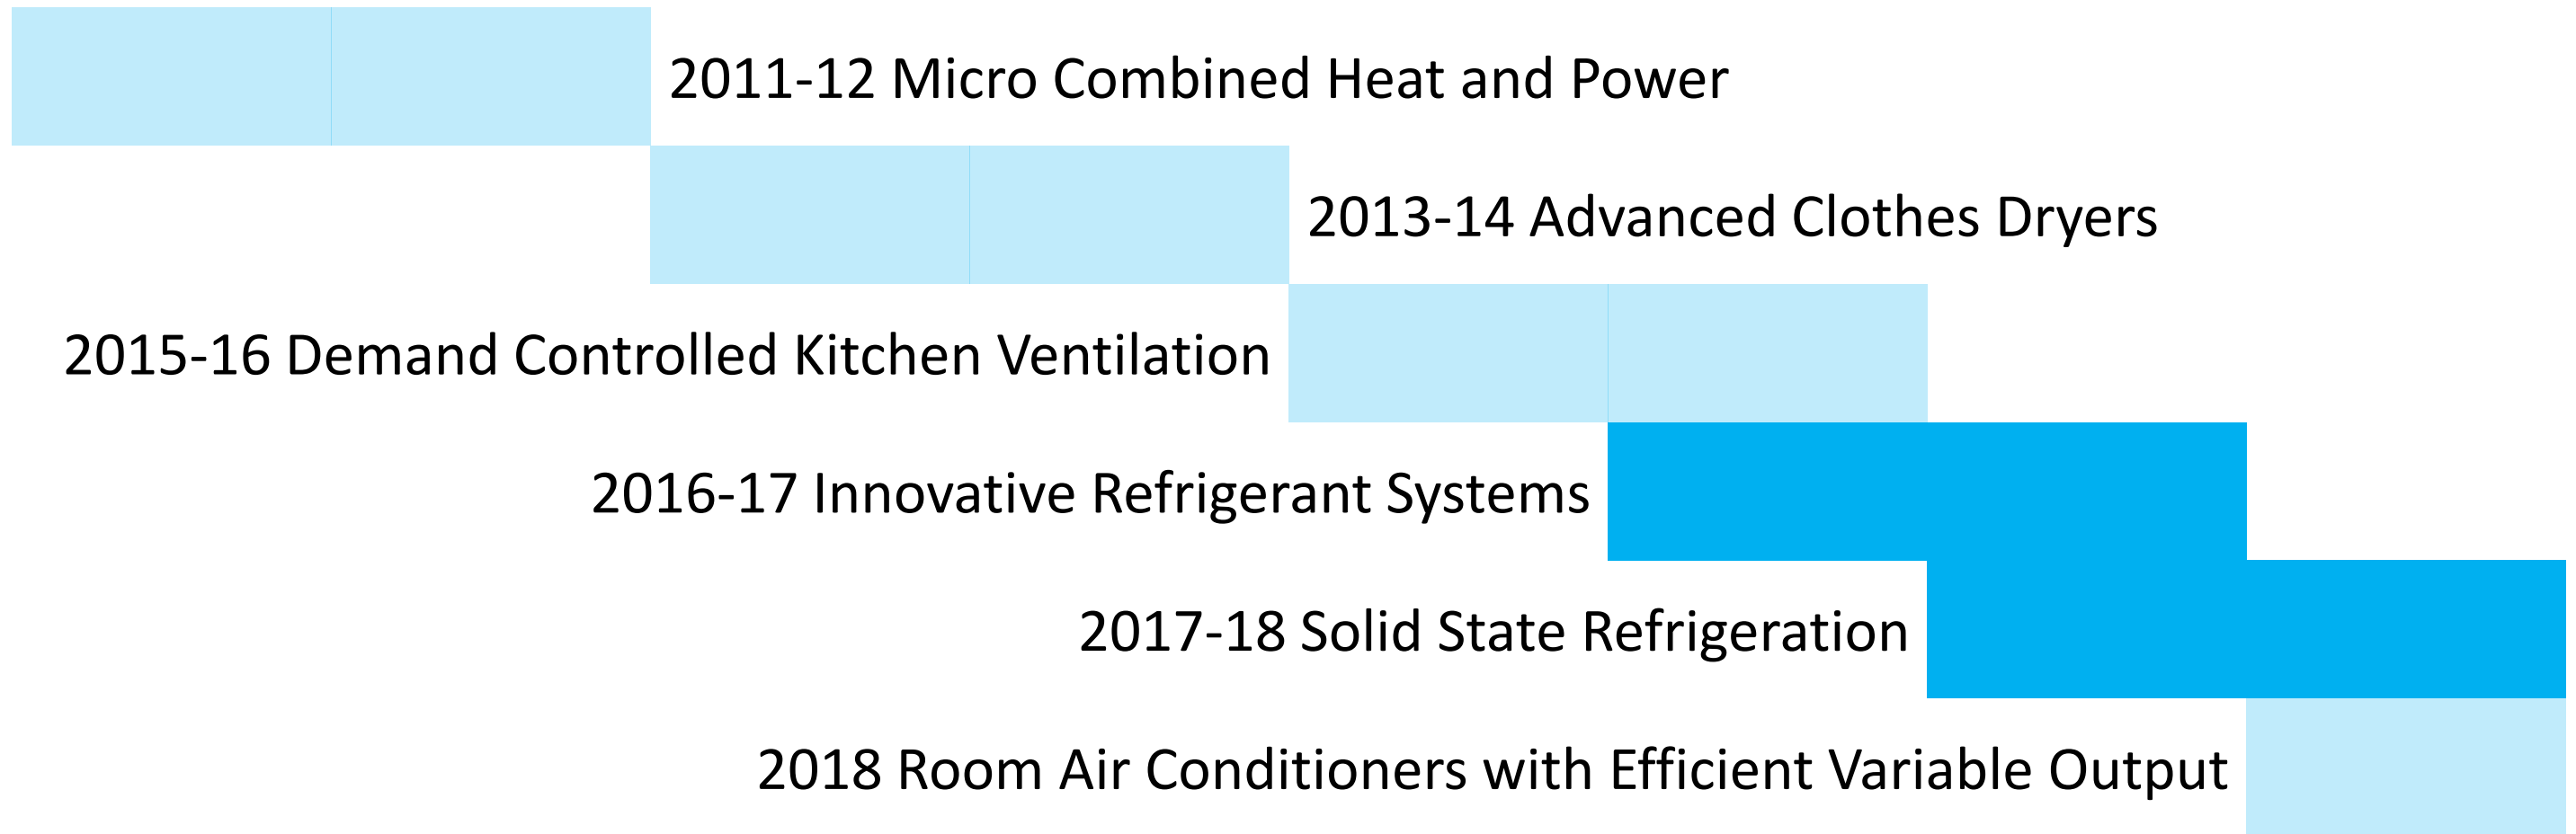 2011-12 Micro Combined Heat and Power
2013-14 Advanced Clothes Dryers
2015-16 Demand Controlled Kitchen Ventilation
2016-17 Innovative Refrigerant Systems
2017-18 Solid State Refrigeration
2018 Room Air Conditioners with Efficient Variable Output